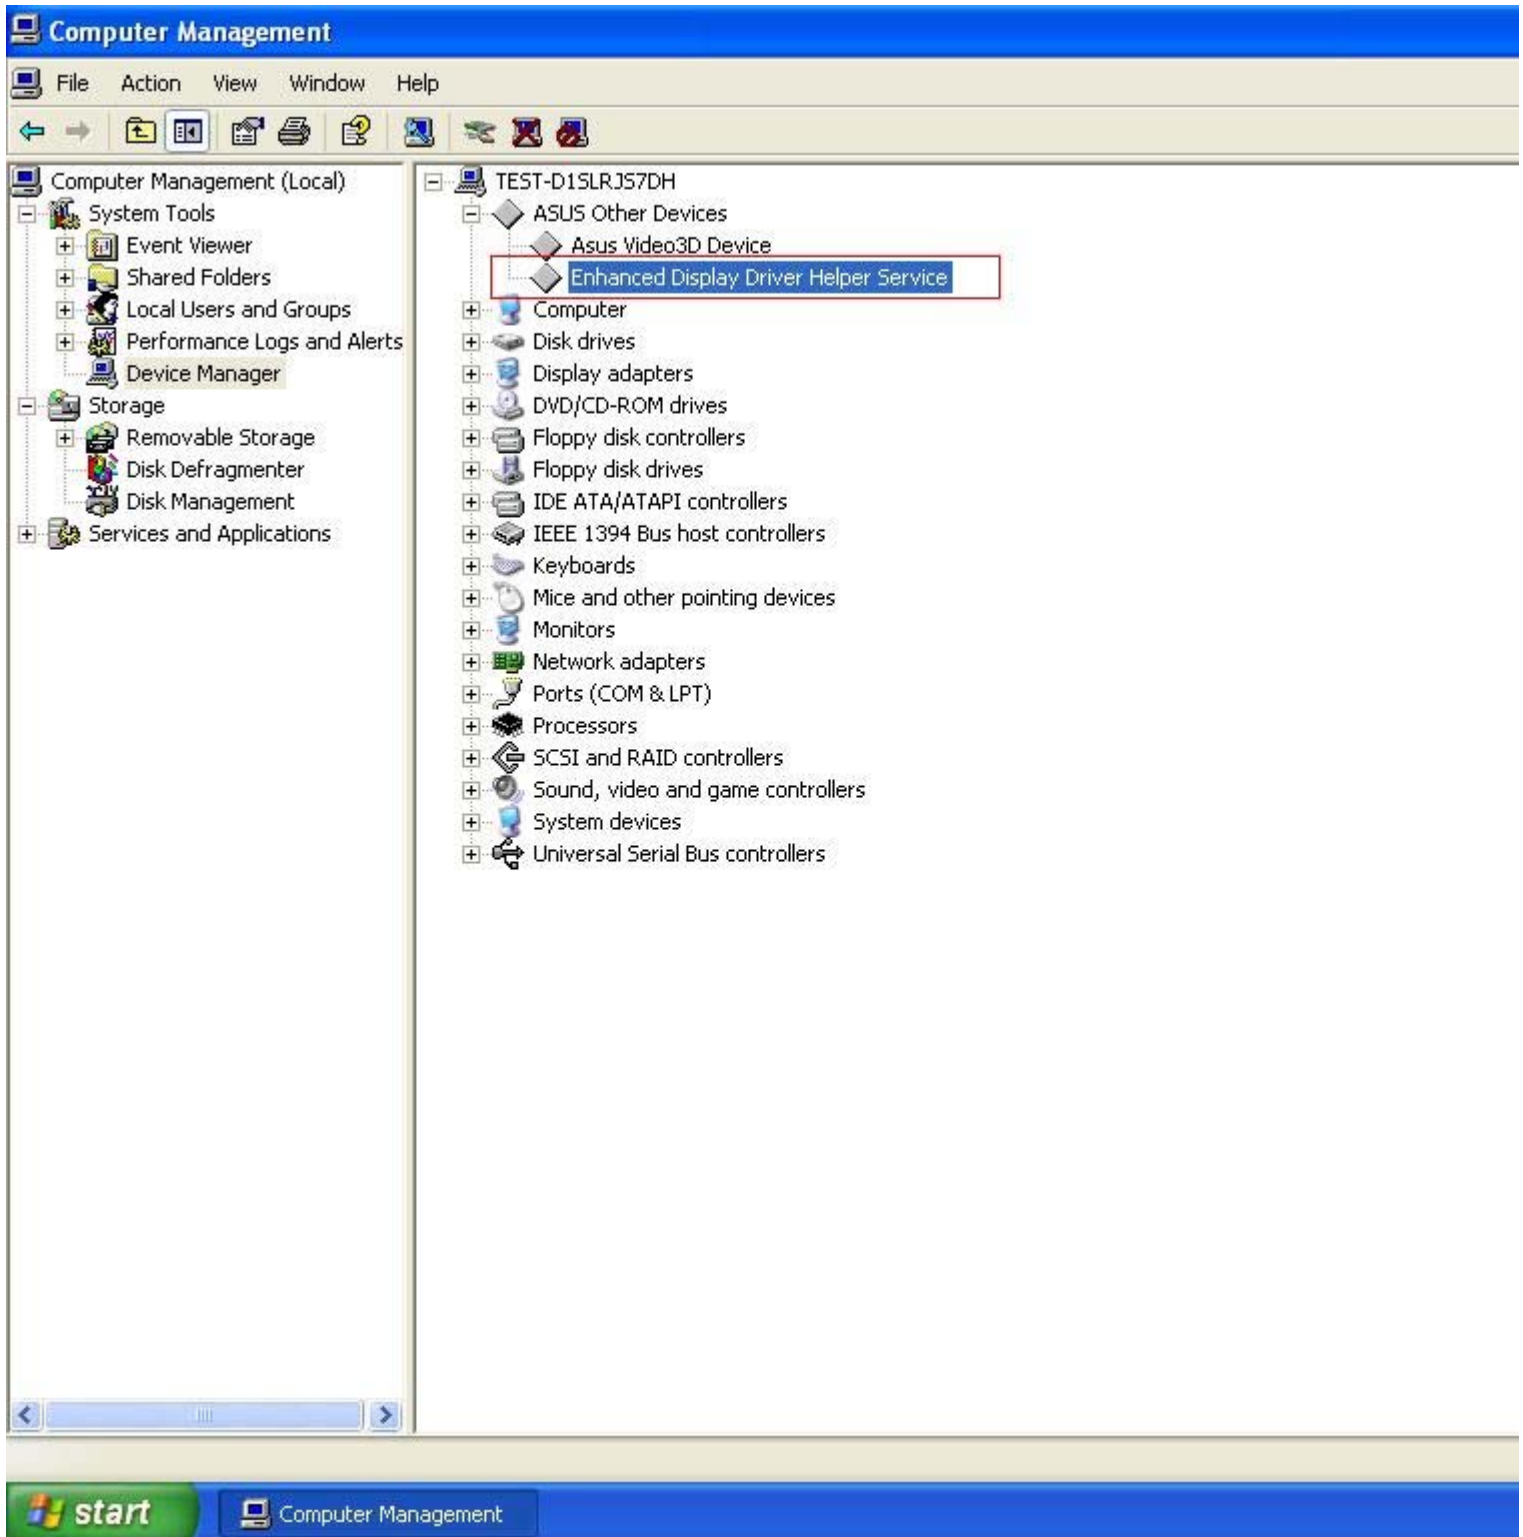 Computer Management
File Action View Window Help
Computer Management (Local)
System Tools
Event Viewer
Shared Folders
Local Users and Groups
Performance Logs and Alerts
Device Manager
Storage
Removable Storage
Disk Defragmenter
Disk Management
Services and Applications
TEST-D1SLRJS7DH
ASUS Other Devices
Asus Video3D Device
Enhanced Display Driver Helper Service
Computer
Disk drives
Display adapters
DVD/CD-ROM drives
Floppy disk controllers
Floppy disk drives
IDE ATA/ATAPI controllers
IEEE 1394 Bus host controllers
Keyboards
Mice and other pointing devices
Monitors
Network adapters
Ports (COM & LPT)
Processors
SCSI and RAID controllers
Sound, video and game controllers
System devices
Universal Serial Bus controllers
start
Computer Management